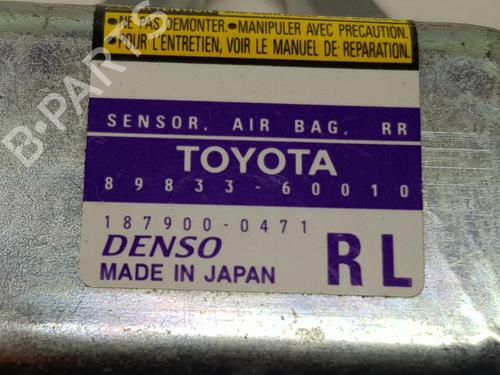 •NE PAS DEMONTER.•MANIPULER AVEC PRECAUTION.
•POUR L'ENTRETIEN, VOIR LE MANUEL DE REPARATION.
B-PARTS
SENSOR, AIR BAG, RR
TOYOTA
89833-60010
187900-0471
DENSO
MADE IN JAPAN
RL